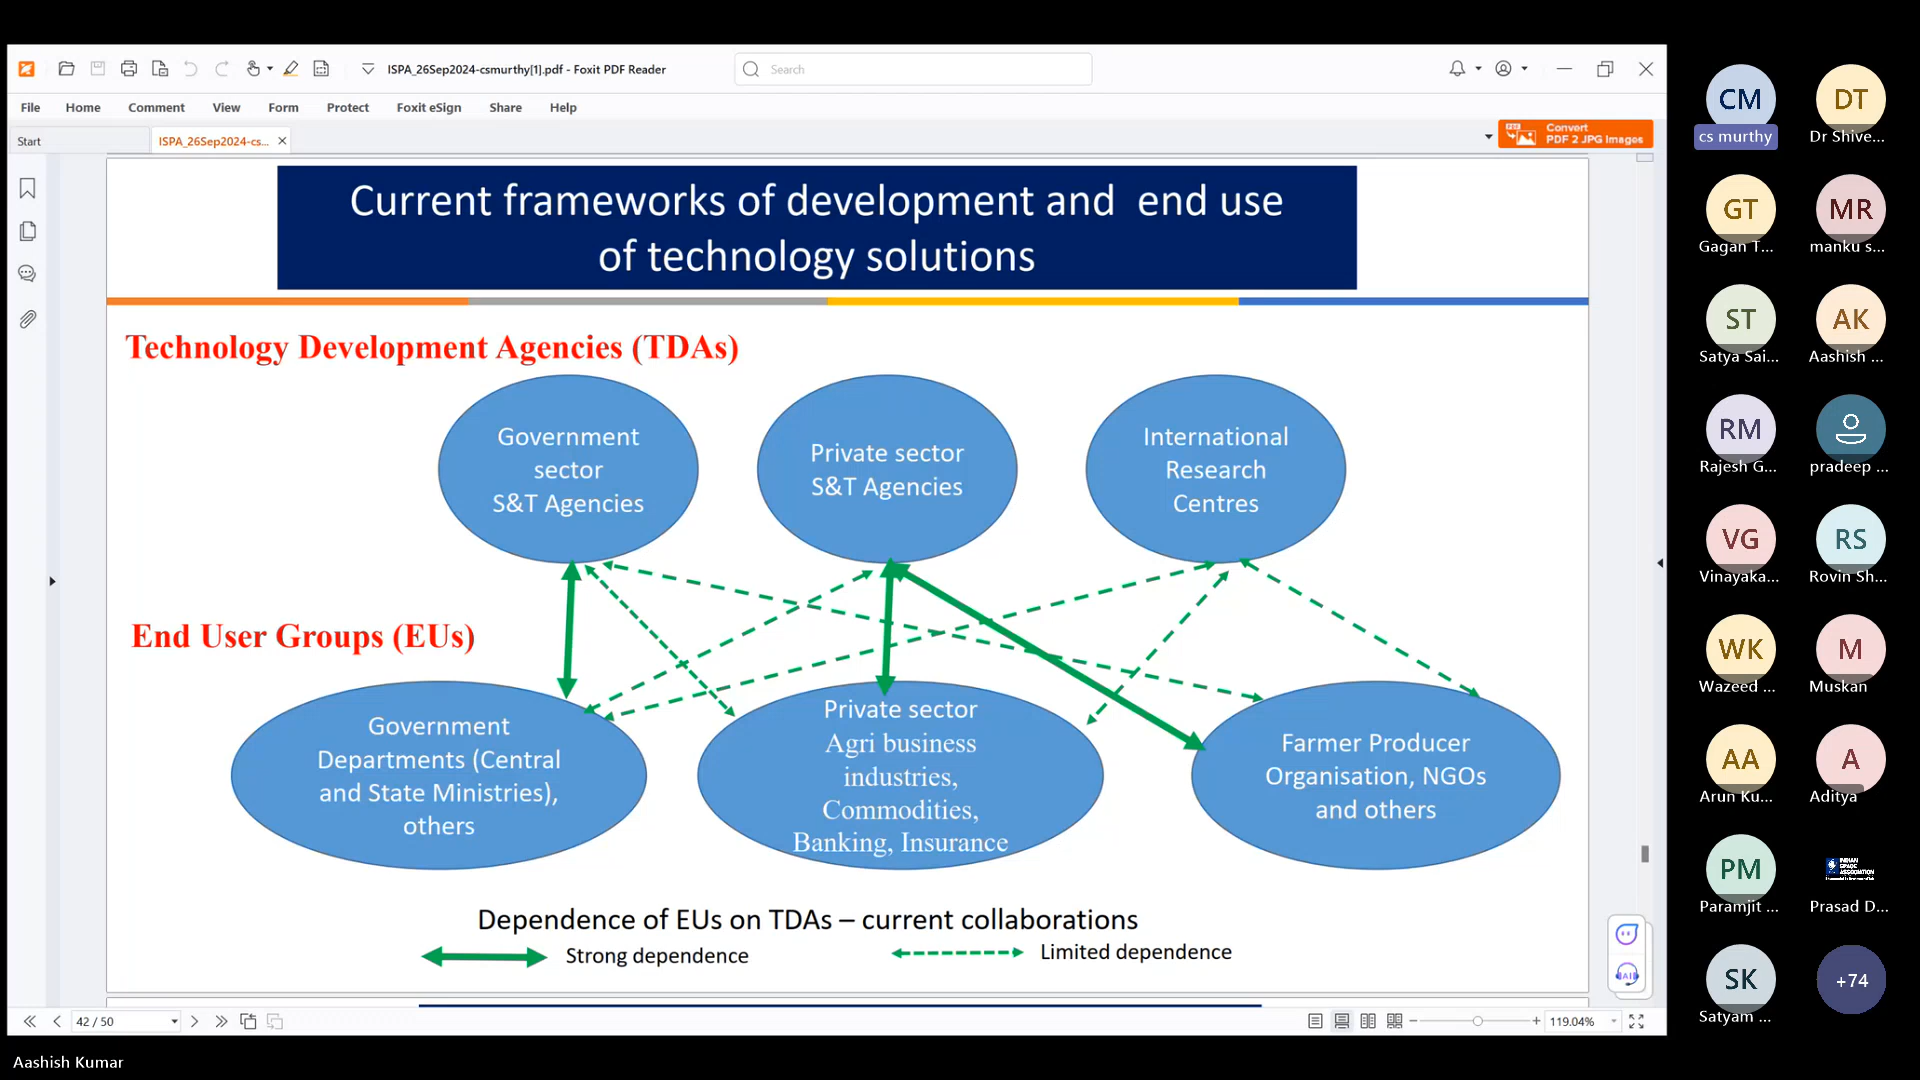 ISPA_26Sep2024-csmurthy[1].pdf - Foxit PDF Reader
Search
File Home Comment View Form Protect Foxit eSign Share Help
Start
ISPA_26Sep2024-cs...
Convert
PDF 2 JPG Images
Current frameworks of development and end use
of technology solutions
Technology Development Agencies (TDAs)
Government
sector
S&T Agencies
Private sector
S&T Agencies
International
Research
Centres
End User Groups (EUs)
Government
Departments (Central
and State Ministries),
others
Private sector
Agri business
industries,
Commodities,
Banking, Insurance
Farmer Producer
Organisation, NGOs
and others
Dependence of EUs on TDAs – current collaborations
Strong dependence
Limited dependence
42 / 50
119.04%
Aashish Kumar
CM
cs murthy
DT
Dr Shive...
GT
Gagan T...
MR
manku s...
ST
Satya Sai...
AK
Aashish ...
RM
Rajesh G...
pradeep ...
VG
Vinayaka...
RS
Rovin Sh...
WK
Wazeed ...
M
Muskan
AA
Arun Ku...
A
Aditya
PM
Paramjit ...
INDIAN
SPACE
ASSOCIATION
Prasad D...
SK
Satyam ...
+74